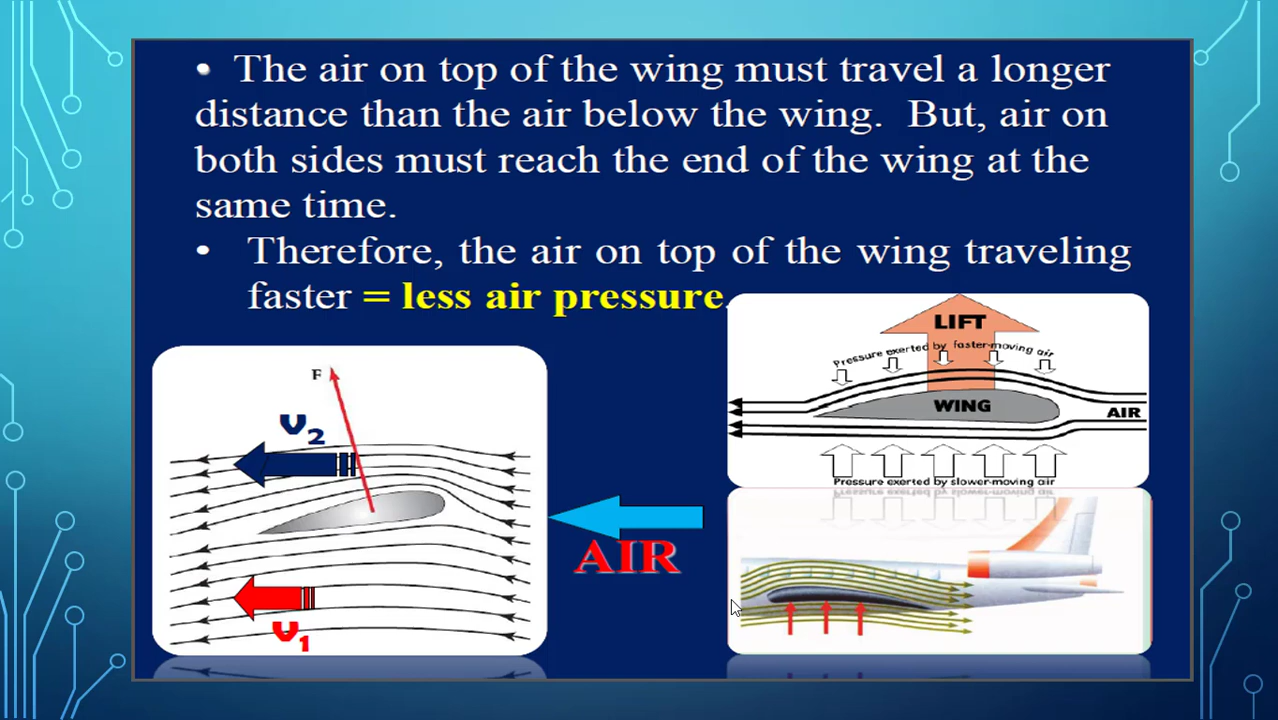 • The air on top of the wing must travel a longer
distance than the air below the wing. But, air on
both sides must reach the end of the wing at the
same time.
• Therefore, the air on top of the wing traveling
faster = less air pressure.
F
V2
V1
AIR
LIFT
Pressure exerted by faster-moving air
WING
AIR
Pressure exerted by slower-moving air